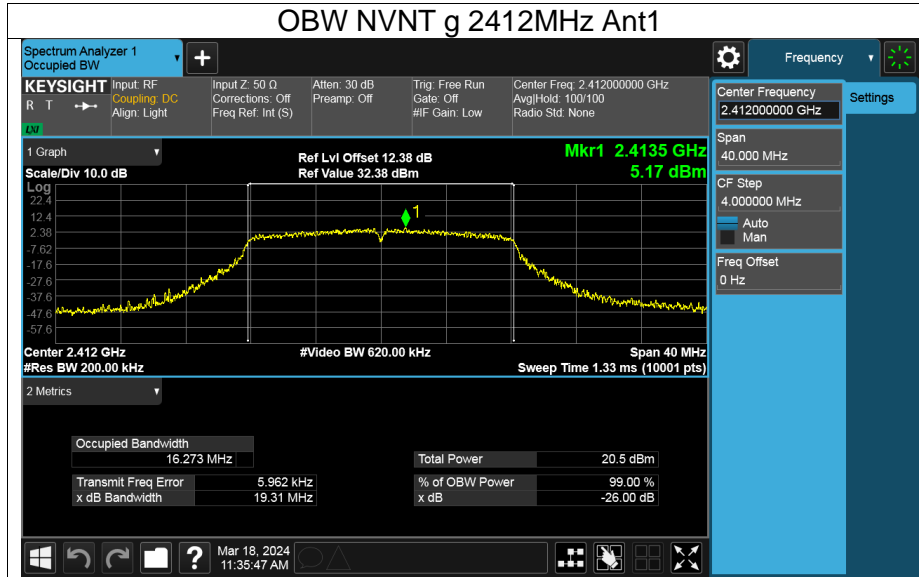 OBW NVNT g 2412MHz Ant1
Spectrum Analyzer 1
Occupied BW
Frequency
KEYSIGHT
R T
LXI
Input: RF
Coupling: DC
Align: Light
Input Z: 50 Ω
Corrections: Off
Freq Ref: Int (S)
Atten: 30 dB
Preamp: Off
Trig: Free Run
Gate: Off
#IF Gain: Low
Center Freq: 2.412000000 GHz
Avg|Hold: 100/100
Radio Std: None
Center Frequency
2.412000000 GHz
Settings
Span
40.000 MHz
CF Step
4.000000 MHz
Auto
Man
Freq Offset
0 Hz
1 Graph
Ref Lvl Offset 12.38 dB
Mkr1 2.4135 GHz
Scale/Div 10.0 dB
Ref Value 32.38 dBm
5.17 dBm
Log
22.4
12.4
2.38
-7.62
-17.6
-27.6
-37.6
-47.6
-57.6
1
Center 2.412 GHz
#Video BW 620.00 kHz
Span 40 MHz
#Res BW 200.00 kHz
Sweep Time 1.33 ms (10001 pts)
2 Metrics
Occupied Bandwidth
16.273 MHz
Total Power 20.5 dBm
Transmit Freq Error 5.962 kHz
% of OBW Power 99.00 %
x dB Bandwidth 19.31 MHz
x dB -26.00 dB
Mar 18, 2024
11:35:47 AM